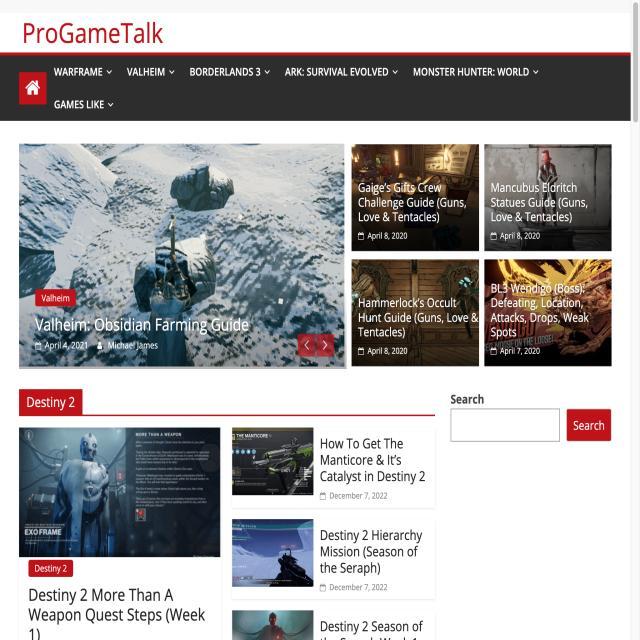 ProGameTalk
WARFRAME
VALHEIM
BORDERLANDS 3
ARK: SURVIVAL EVOLVED
MONSTER HUNTER: WORLD
GAMES LIKE
Valheim
Valheim: Obsidian Farming Guide
April 4, 2021
Michael James
Gaige's Gifts Crew
Challenge Guide (Guns,
Love & Tentacles)
April 8, 2020
Mancubus Eldritch
Statues Guide (Guns,
Love & Tentacles)
April 8, 2020
Hammerlock's Occult
Hunt Guide (Guns, Love &
Tentacles)
April 8, 2020
BL3 Wendigo (Boss):
Defeating, Location,
Attacks, Drops, Weak
Spots
April 7, 2020
Destiny 2
Search
Search
MORE THAN A WEAPON
EXO FRAME
Destiny 2
Destiny 2 More Than A
Weapon Quest Steps (Week
1)
THE MANTICORE
How To Get The
Manticore & It's
Catalyst in Destiny 2
December 7, 2022
Destiny 2 Hierarchy
Mission (Season of
the Seraph)
December 7, 2022
Destiny 2 Season of